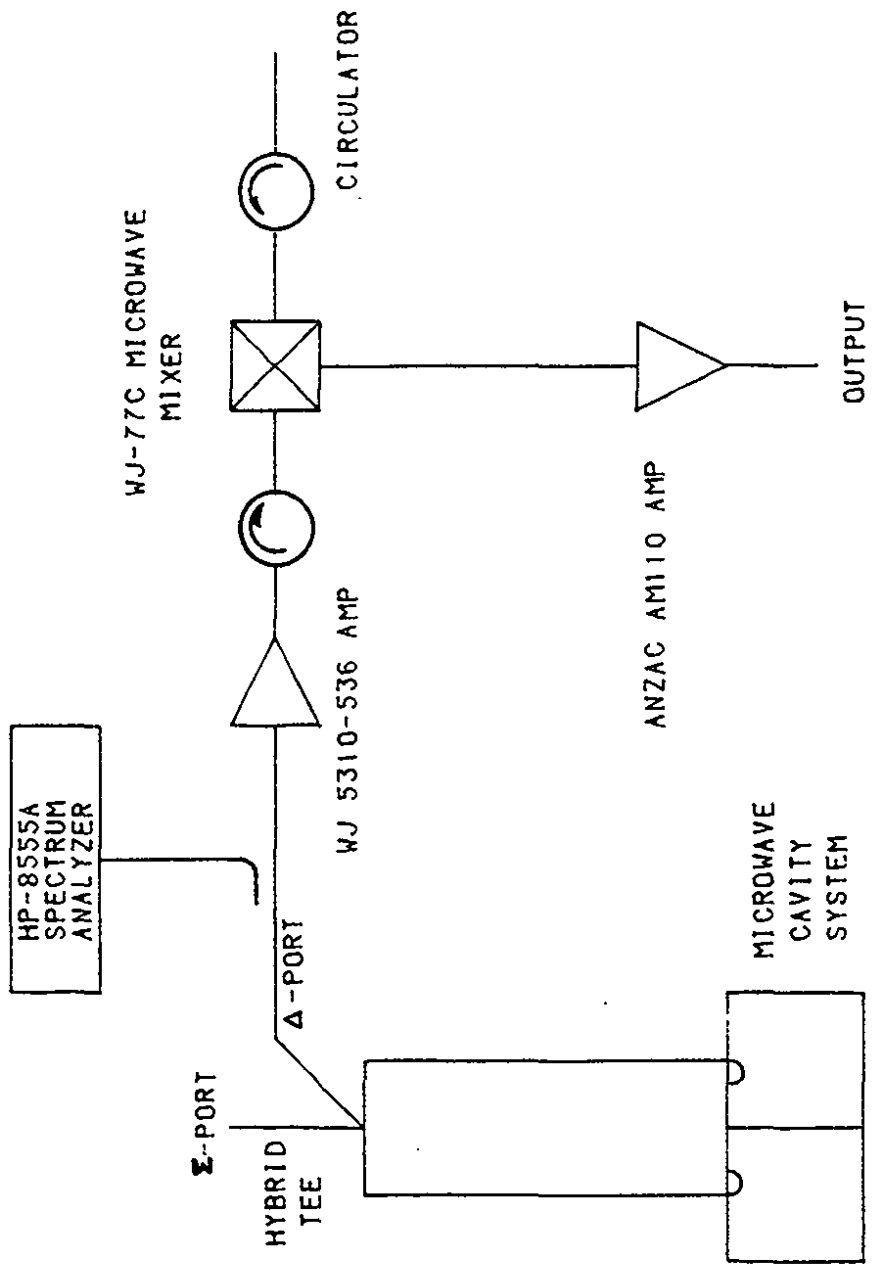 HP-8555A
SPECTRUM
ANALYZER
WJ-77C MICROWAVE
MIXER
CIRCULATOR
Σ-PORT
HYBRID
TEE
Δ-PORT
WJ 5310-536 AMP
ANZAC AM110 AMP
OUTPUT
MICROWAVE
CAVITY
SYSTEM